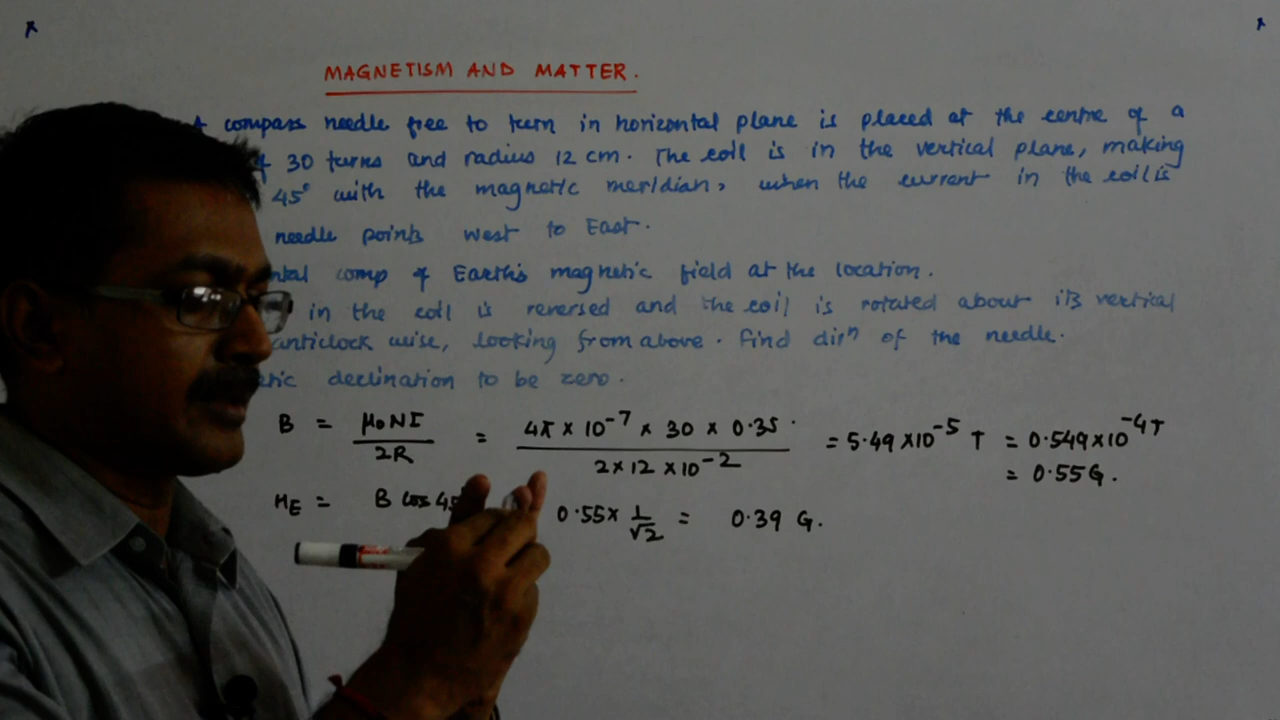 MAGNETISM AND MATTER.
A compass needle free to turn in horizontal plane is placed at the centre of a
30 turns and radius 12 cm. The coil is in the vertical plane, making
45° with the magnetic meridian, when the current in the coil is
needle points west to East.
comp of Earth's magnetic field at the location.
in the coil is reversed and the coil is rotated about its vertical
anticlock wise, looking from above. Find dirⁿ of the needle.
declination to be zero.
B = μ₀NI / 2R = 4π × 10⁻⁷ × 30 × 0.35 / 2 × 12 × 10⁻² = 5.49 × 10⁻⁵ T = 0.549 × 10⁻⁴ T
= 0.55 G.
H_E = B cos 45 0.55 × 1/√2 = 0.39 G.